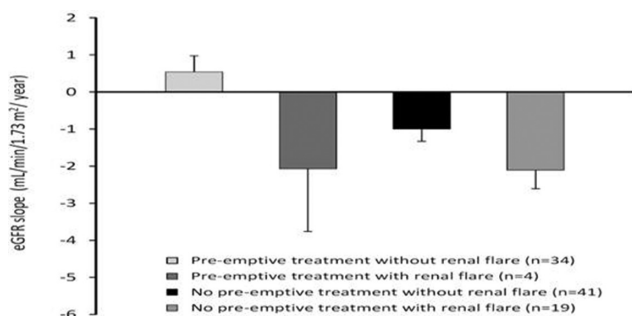 2
1
0
-1
-2
-3
-4
-5
-6
eGFR slope (mL/min/1.73 m²/ year)
Pre-emptive treatment without renal flare (n=34)
Pre-emptive treatment with renal flare (n=4)
No pre-emptive treatment without renal flare (n=41)
No pre-emptive treatment with renal flare (n=19)